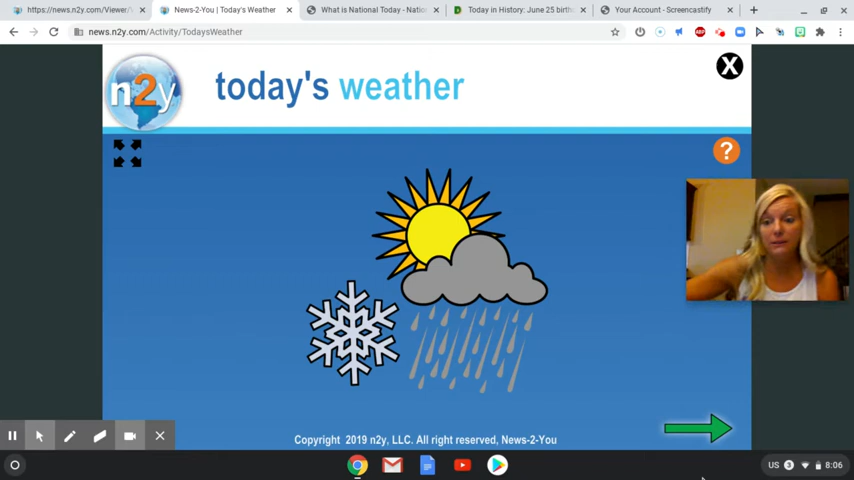 https://news.n2y.com/Viewer/\
News-2-You | Today's Weather
What is National Today - Natio
Today in History: June 25 birth
Your Account - Screencastify
news.n2y.com/Activity/TodaysWeather
n2y
today's weather
X
?
Copyright 2019 n2y, LLC. All right reserved, News-2-You
US 3 8:06